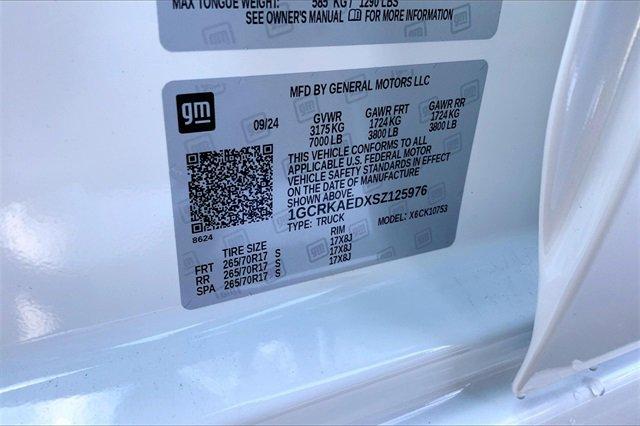 MAX TONGUE WEIGHT: 585 KG / 1290 LBS
SEE OWNER'S MANUAL FOR MORE INFORMATION
gm
MFD BY GENERAL MOTORS LLC
09/24 GVWR GAWR FRT GAWR RR
3175 KG 1724 KG 1724 KG
7000 LB 3800 LB 3800 LB
THIS VEHICLE CONFORMS TO ALL
APPLICABLE U.S. FEDERAL MOTOR
VEHICLE SAFETY STANDARDS IN EFFECT
ON THE DATE OF MANUFACTURE
SHOWN ABOVE.
1GCRKAEDXSZ125976
TYPE: TRUCK MODEL: X6CK10753
8624
TIRE SIZE RIM
FRT 265/70R17 S 17X8J
RR 265/70R17 S 17X8J
SPA 265/70R17 S 17X8J